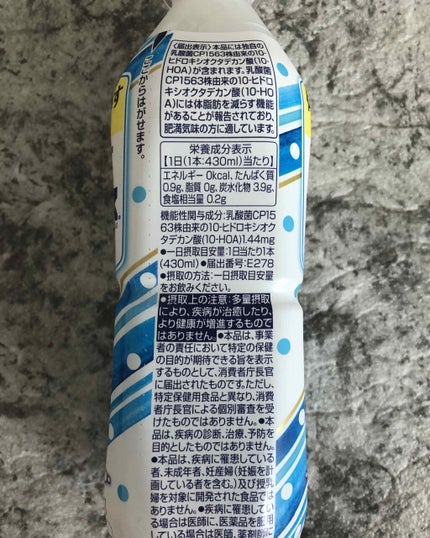 〈届出表示〉本品には独自の
乳酸菌CP1563株由来の10-
ヒドロキシオクタデカン酸(10-
HOA)が含まれます。乳酸菌
CP1563株由来の10-ヒドロ
キシオクタデカン酸(10-HO
A)には体脂肪を減らす機能
があることが報告されており、
肥満気味の方に適しています。
ここからはがせます。
栄養成分表示
【1日(1本:430ml)当たり】
エネルギー 0kcal、たんぱく質
0.9g、脂質 0g、炭水化物 3.9g、
食塩相当量 0.2g
機能性関与成分:乳酸菌CP15
63株由来の10-ヒドロキシオク
タデカン酸(10-HOA)1.44mg
●一日摂取目安量:1日当たり1本
(430ml)●届出番号:E278
●摂取の方法:一日摂取目安量
をお飲みください。
●摂取上の注意:多量摂取
により、疾病が治癒したり、
より健康が増進するもので
はありません。●本品は、事業
者の責任において特定の保健
の目的が期待できる旨を表示
するものとして、消費者庁長官
に届出されたものです。ただし、
特定保健用食品と異なり、消費
者庁長官による個別審査を受
けたものではありません。●本
品は、疾病の診断、治療、予防を
目的としたものではありません。
●本品は、疾病に罹患している
者、未成年者、妊産婦(妊娠を計
画している者を含む。)及び授乳
婦を対象に開発された食品では
ありません。●疾病に罹患して
いる場合は医師に、医薬品を服用
している場合は医師、薬剤師に